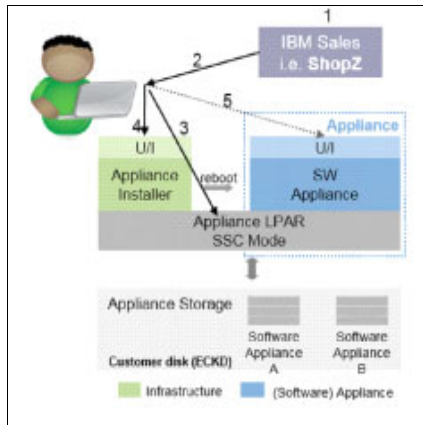 1
IBM Sales
i.e. ShopZ
2
5
4
3
Appliance
U/I
U/I
Appliance
Installer
reboot
SW
Appliance
Appliance LPAR
SSC Mode
Appliance Storage
Software
Appliance
A
Software
Appliance
B
Customer disk (ECKD)
Infrastructure
(Software) Appliance